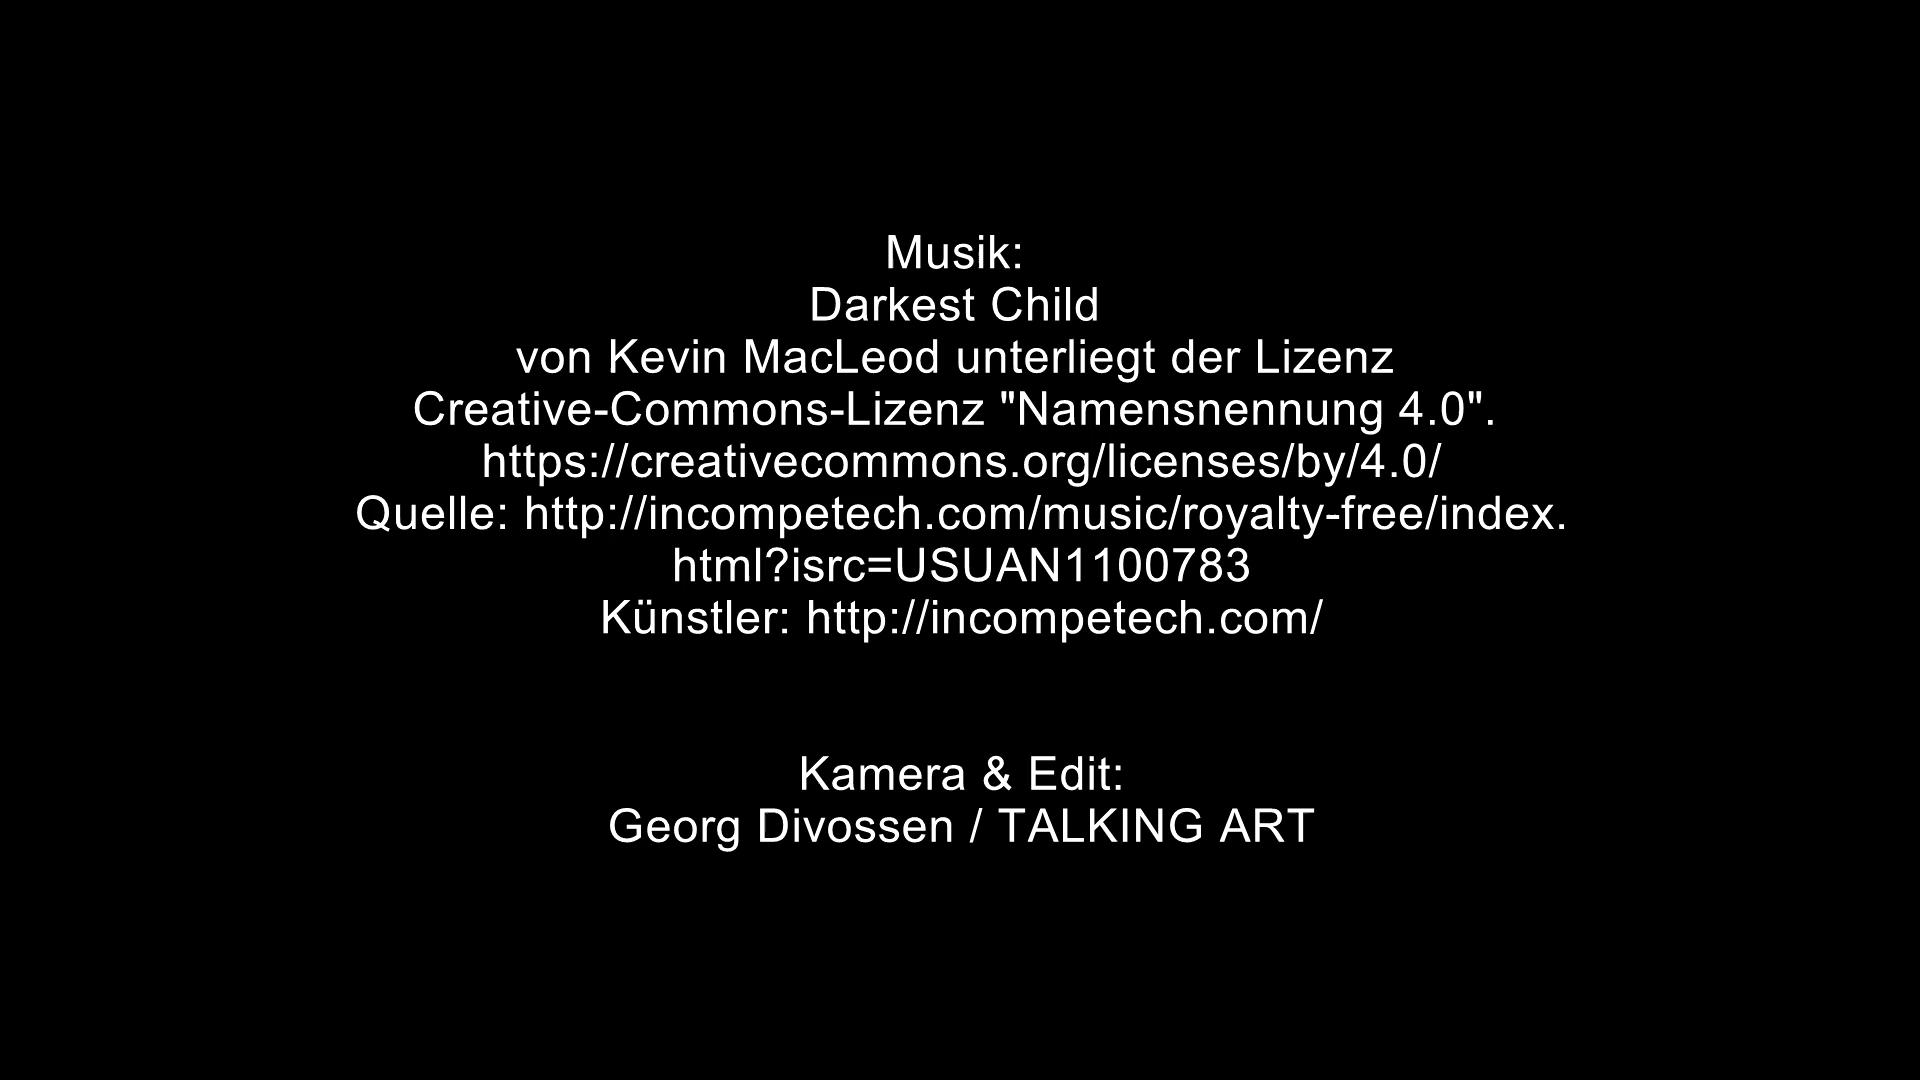 Musik:
Darkest Child
von Kevin MacLeod unterliegt der Lizenz
Creative-Commons-Lizenz "Namensnennung 4.0".
https://creativecommons.org/licenses/by/4.0/
Quelle: http://incompetech.com/music/royalty-free/index.
html?isrc=USUAN1100783
Künstler: http://incompetech.com/
Kamera & Edit:
Georg Divossen / TALKING ART